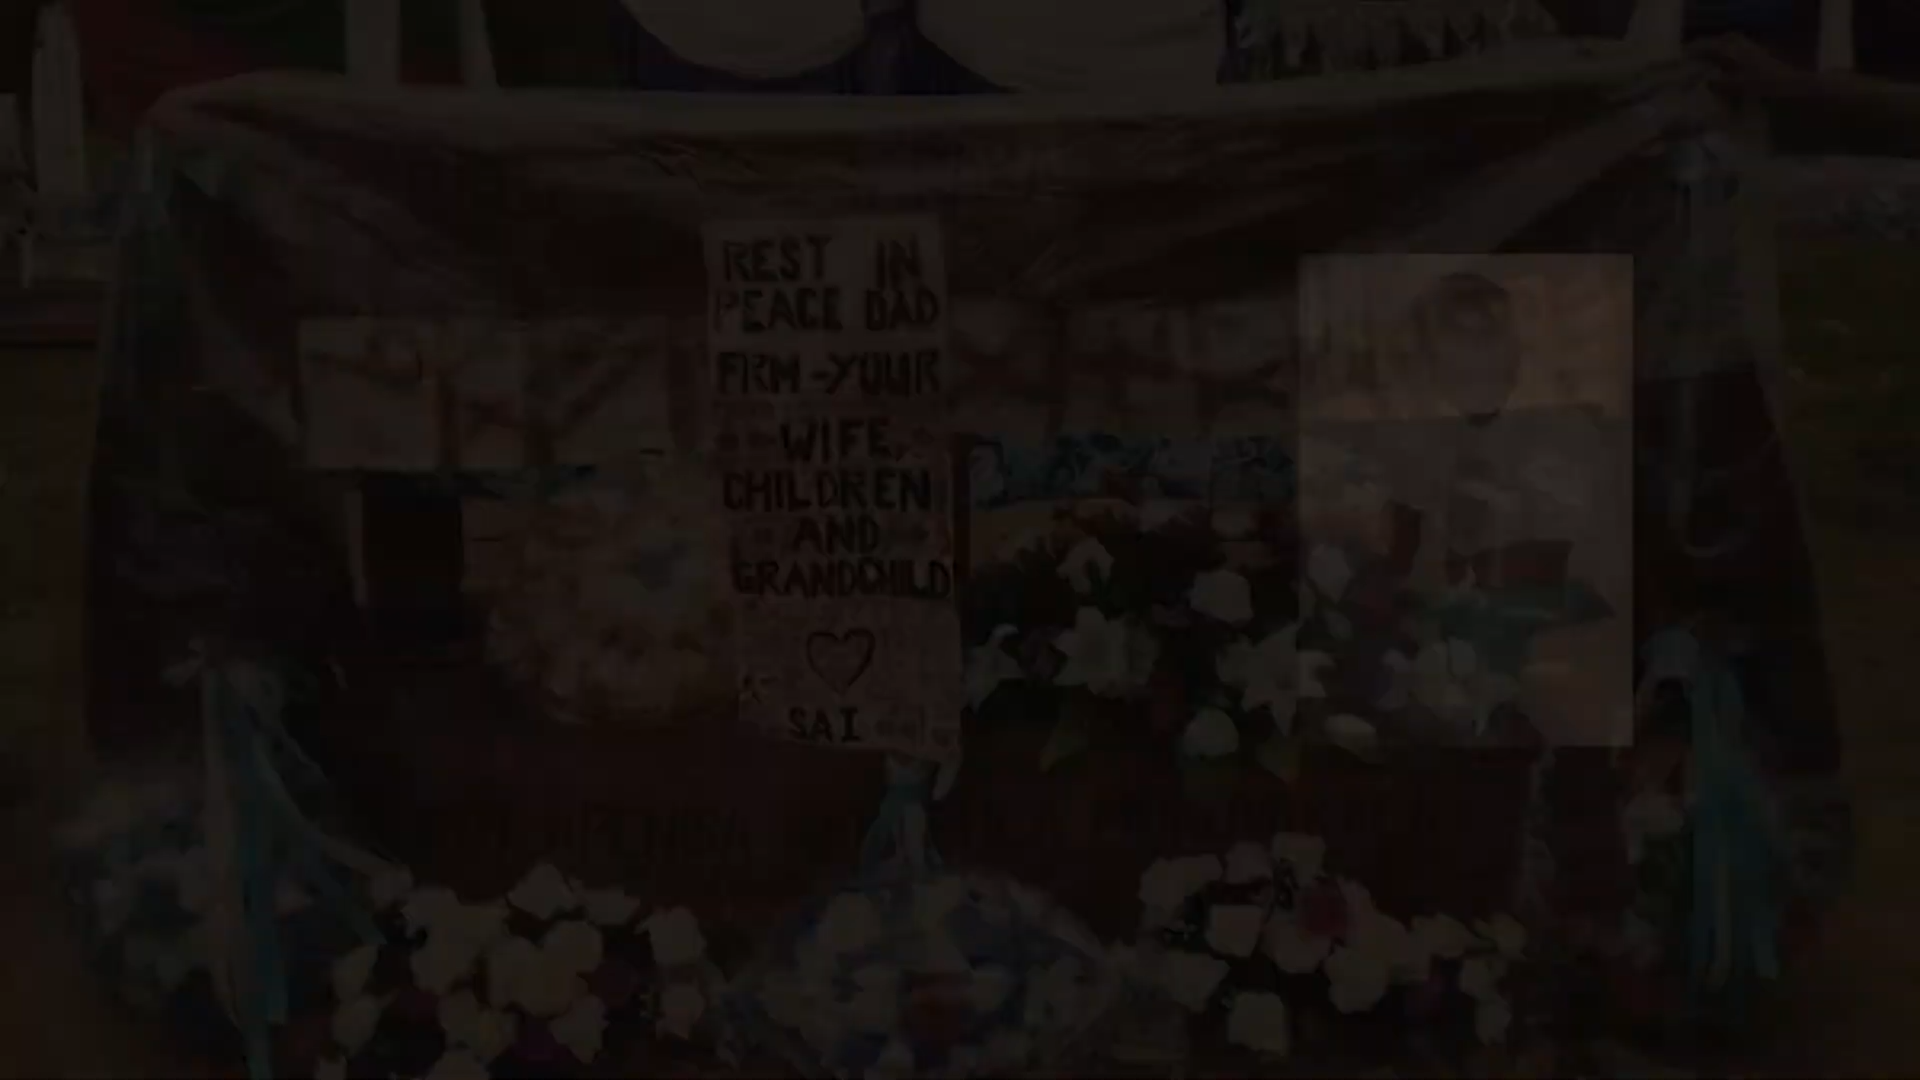 REST IN
PEACE DAD
FRM-YOUR
WIFE,
CHILDREN
AND
GRANDCHILD
SAI